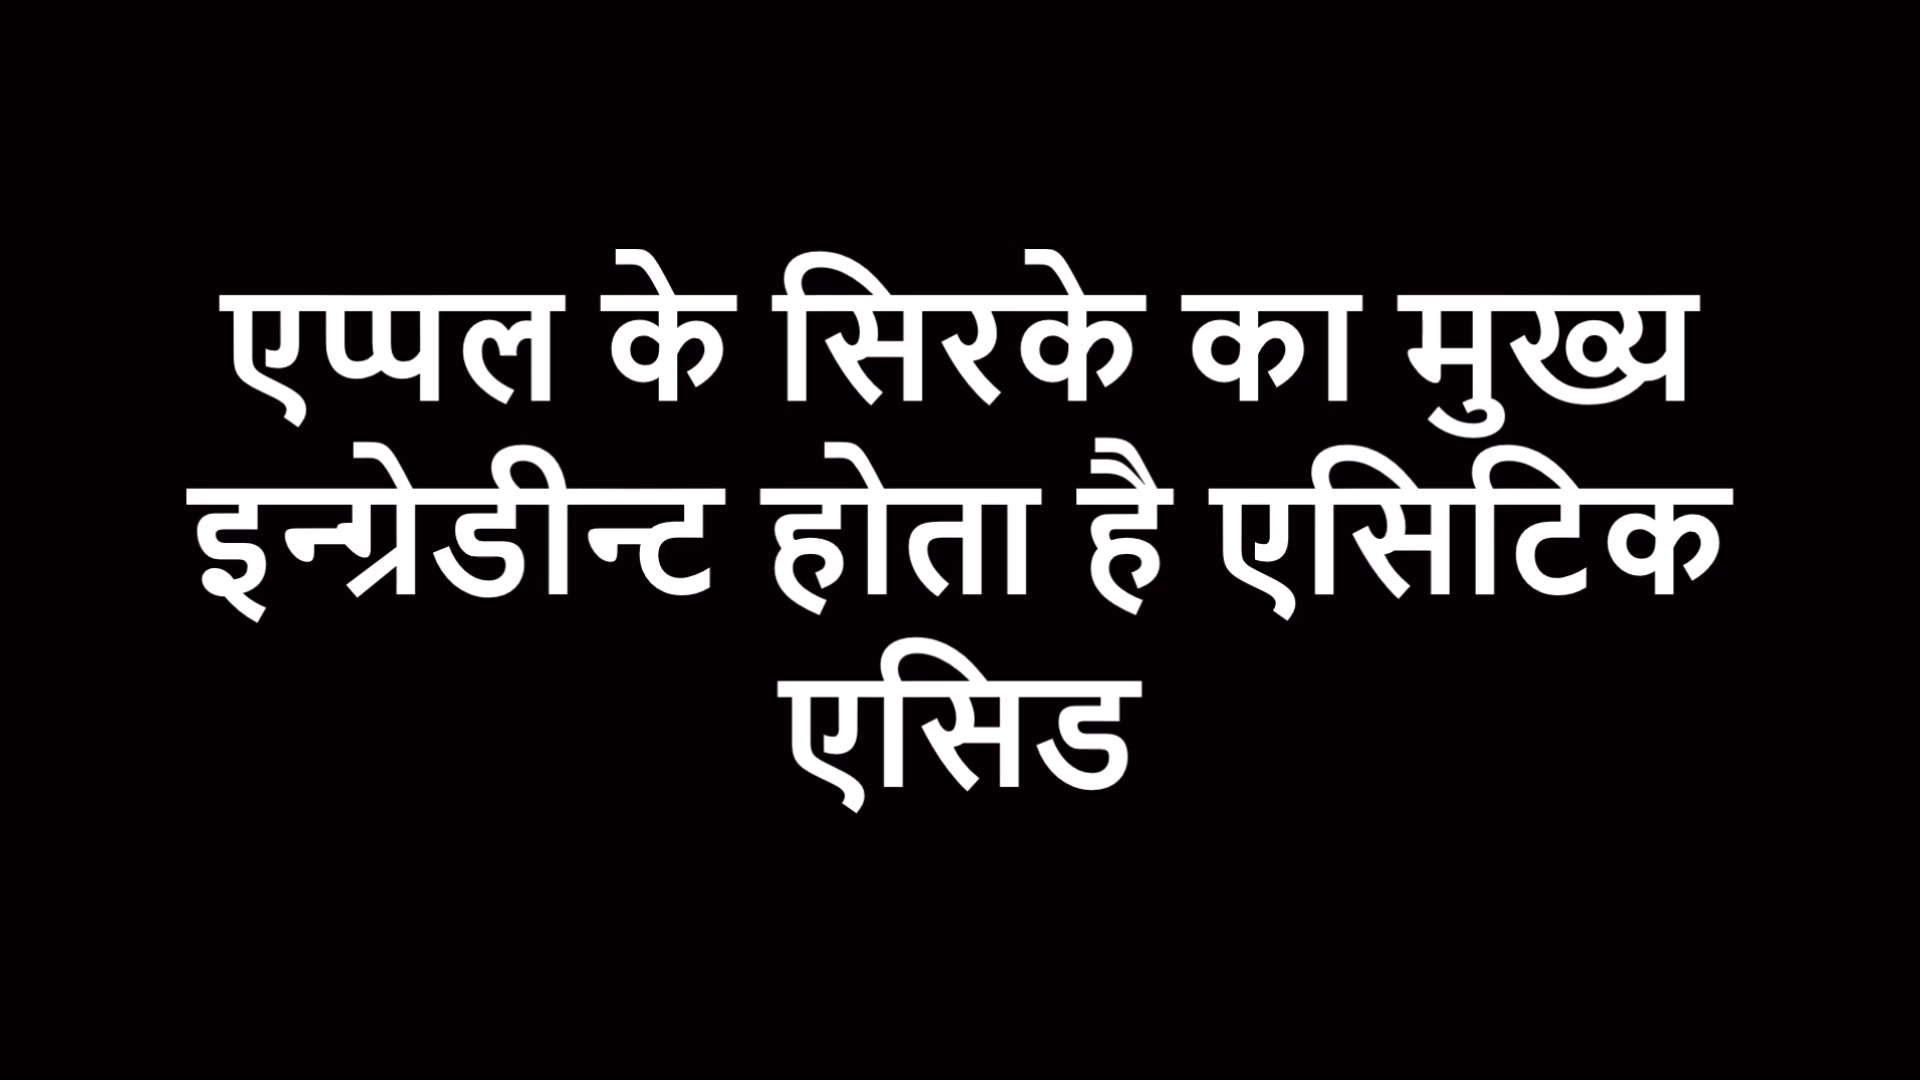 एप्पल के सिरके का मुख्य
इन्ग्रेडीन्ट होता है एसिटिक
एसिड